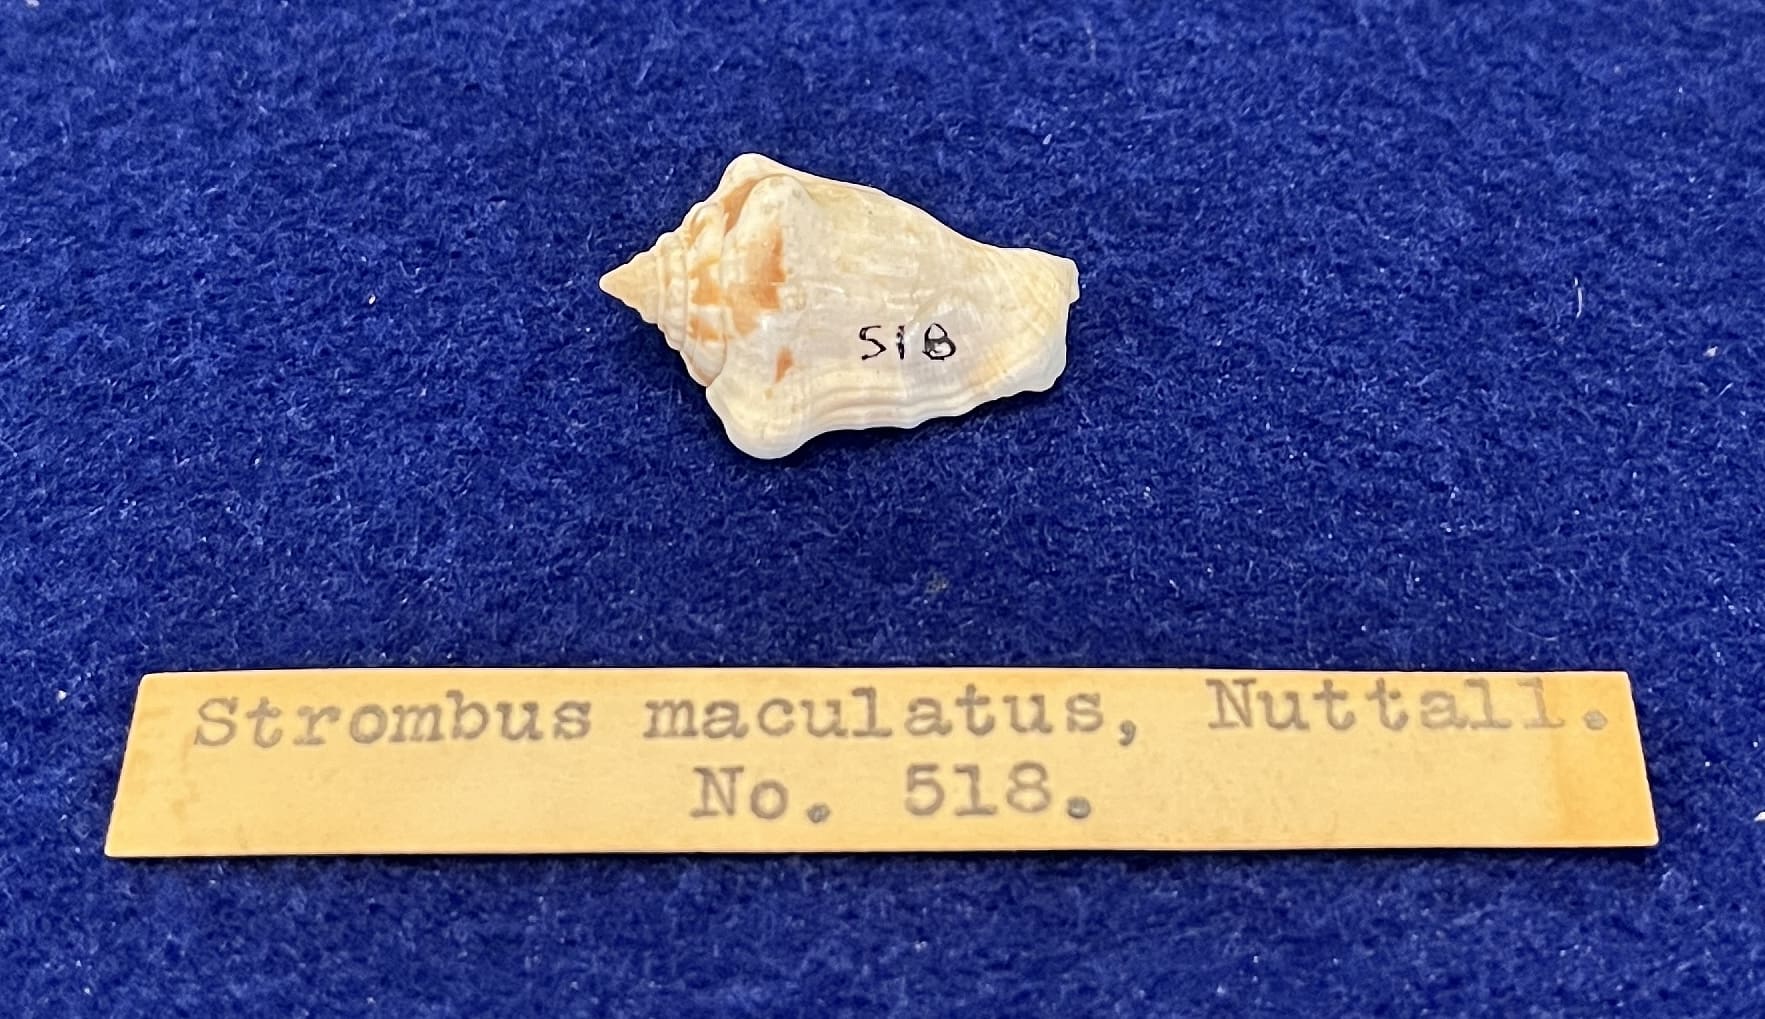 518
Strombus maculatus, Nuttall.
No. 518.